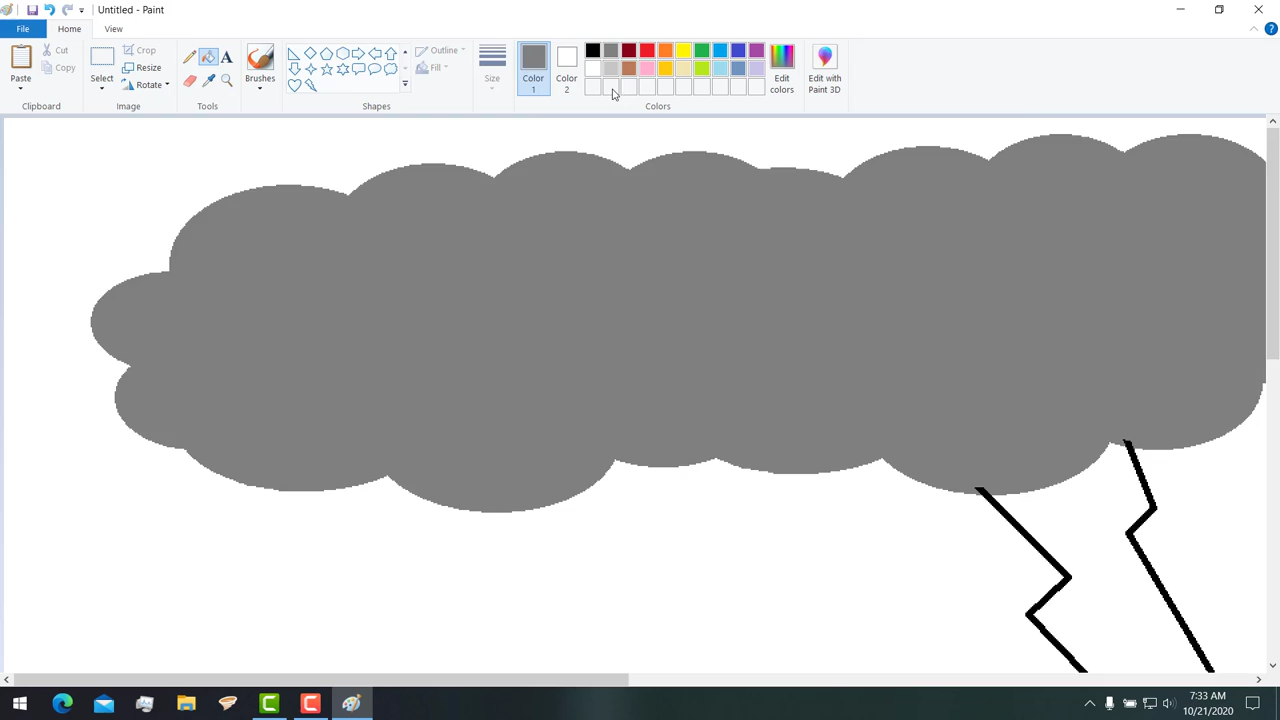 Untitled - Paint
File Home View
Paste
Cut
Copy
Clipboard
Select
Crop
Resize
Rotate
Image
Tools
Brushes
Outline
Fill
Shapes
Size
Color 1
Color 2
Colors
Edit colors
Edit with Paint 3D
7:33 AM
10/21/2020